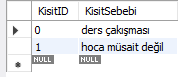 KisitID KisitSebebi
0 ders çakışması
1 hoca müsait değil
NULL NULL